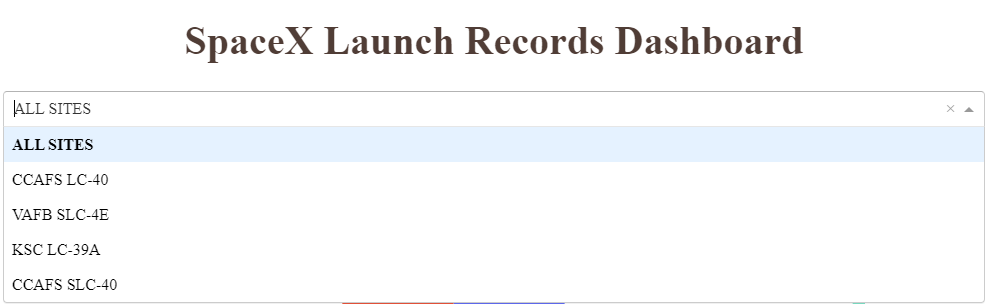 SpaceX Launch Records Dashboard
ALL SITES
ALL SITES
CCAFS LC-40
VAFB SLC-4E
KSC LC-39A
CCAFS SLC-40